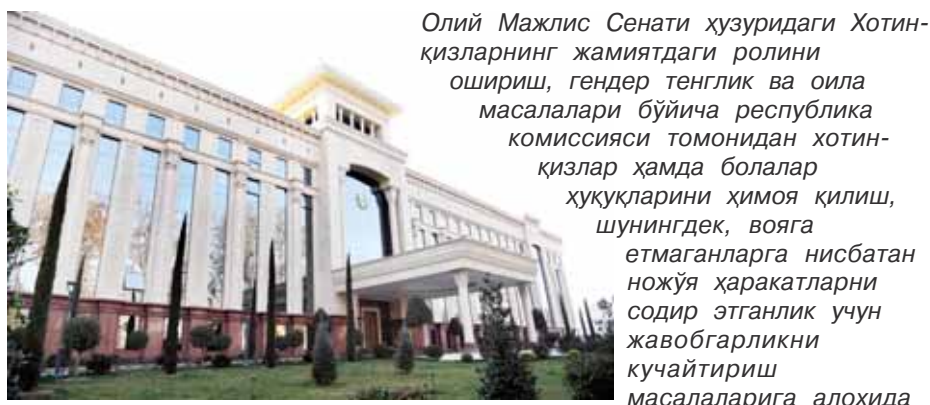 Олий Мажлис Сенати ҳузуридаги Хотин-
қизларнинг жамиятдаги ролини
ошириш, гендер тенглик ва оила
масалалари бўйича республика
комиссияси томонидан хотин-
қизлар ҳамда болалар
ҳуқуқларини ҳимоя қилиш,
шунингдек, вояга
етмаганларга нисбатан
ножўя ҳаракатларни
содир этганлик учун
жавобгарликни
кучайтириш
масалаларига алоҳида